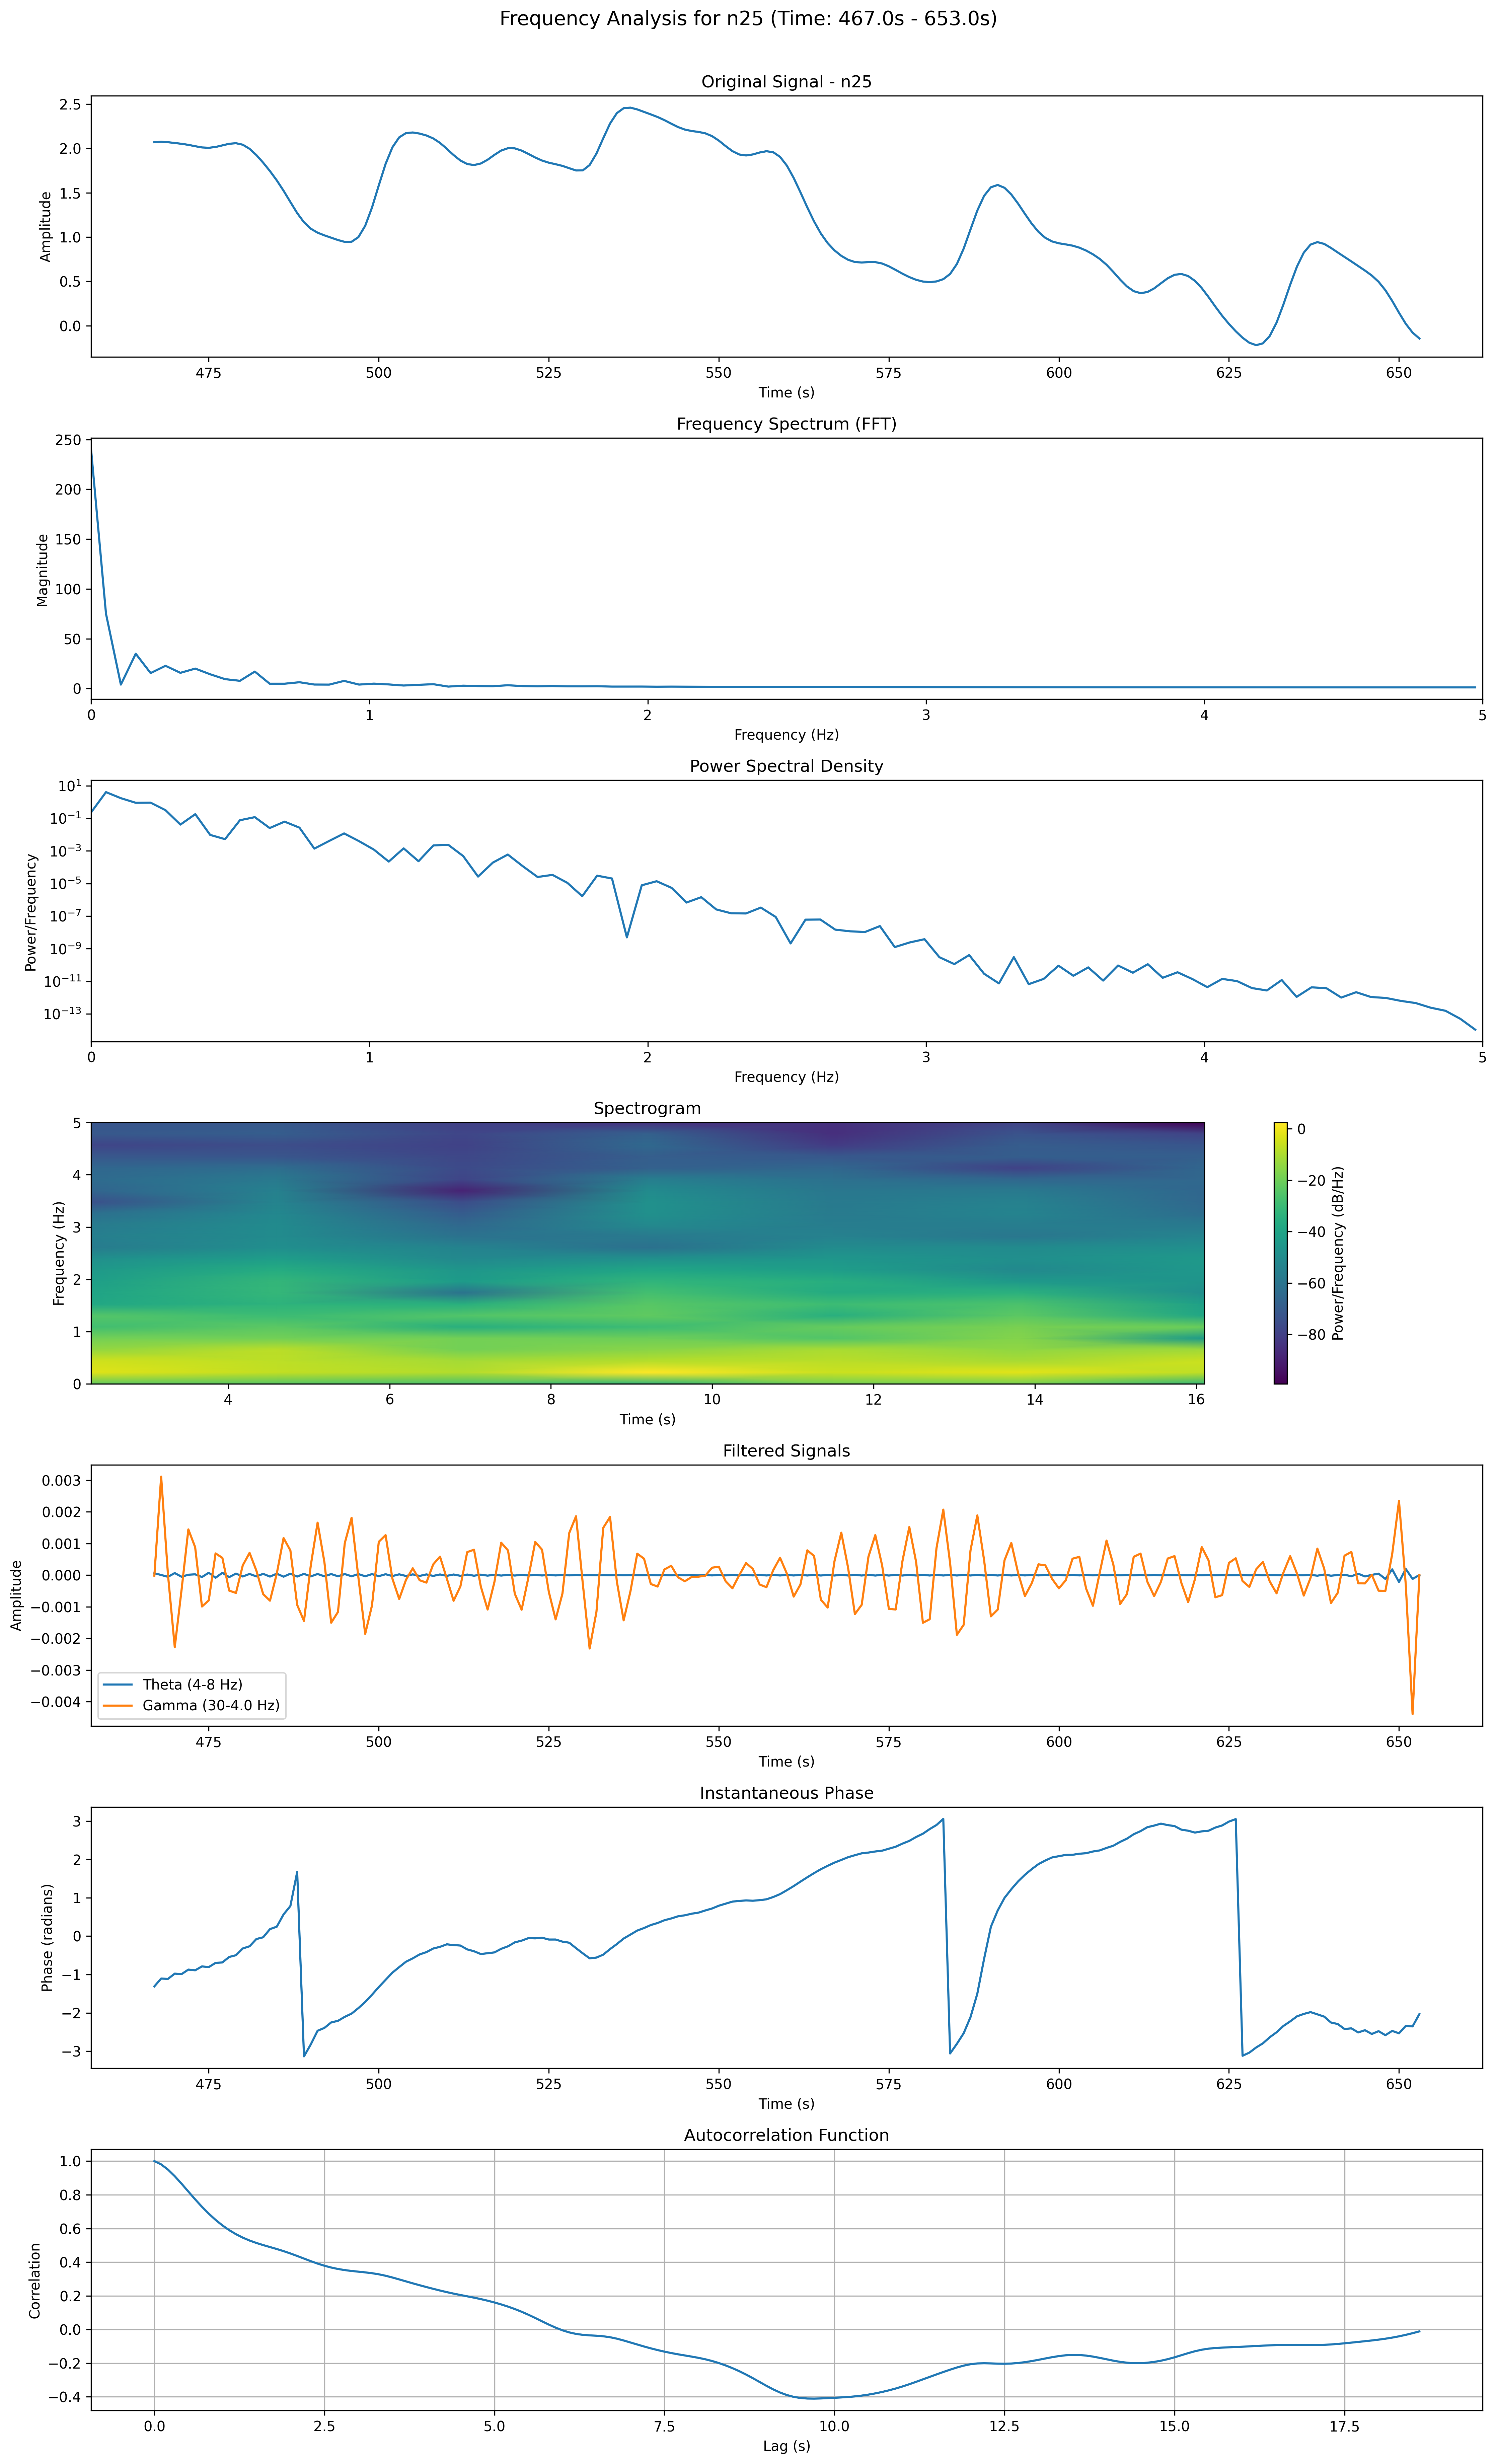 Frequency Analysis for n25 (Time: 467.0s - 653.0s)
Original Signal - n25
Amplitude
2.5
2.0
1.5
1.0
0.5
0.0
475 500 525 550 575 600 625 650
Time (s)
Frequency Spectrum (FFT)
Magnitude
250
200
150
100
50
0
0 1 2 3 4 5
Frequency (Hz)
Power Spectral Density
Power/Frequency
10¹
10⁻¹
10⁻³
10⁻⁵
10⁻⁷
10⁻⁹
10⁻¹¹
10⁻¹³
0 1 2 3 4 5
Frequency (Hz)
Spectrogram
Frequency (Hz)
5
4
3
2
1
0
4 6 8 10 12 14 16
Time (s)
0
−20
−40
−60
−80
Power/Frequency (dB/Hz)
Filtered Signals
Amplitude
0.003
0.002
0.001
0.000
−0.001
−0.002
−0.003
−0.004
Theta (4-8 Hz)
Gamma (30-4.0 Hz)
475 500 525 550 575 600 625 650
Time (s)
Instantaneous Phase
Phase (radians)
3
2
1
0
−1
−2
−3
475 500 525 550 575 600 625 650
Time (s)
Autocorrelation Function
Correlation
1.0
0.8
0.6
0.4
0.2
0.0
−0.2
−0.4
0.0 2.5 5.0 7.5 10.0 12.5 15.0 17.5
Lag (s)